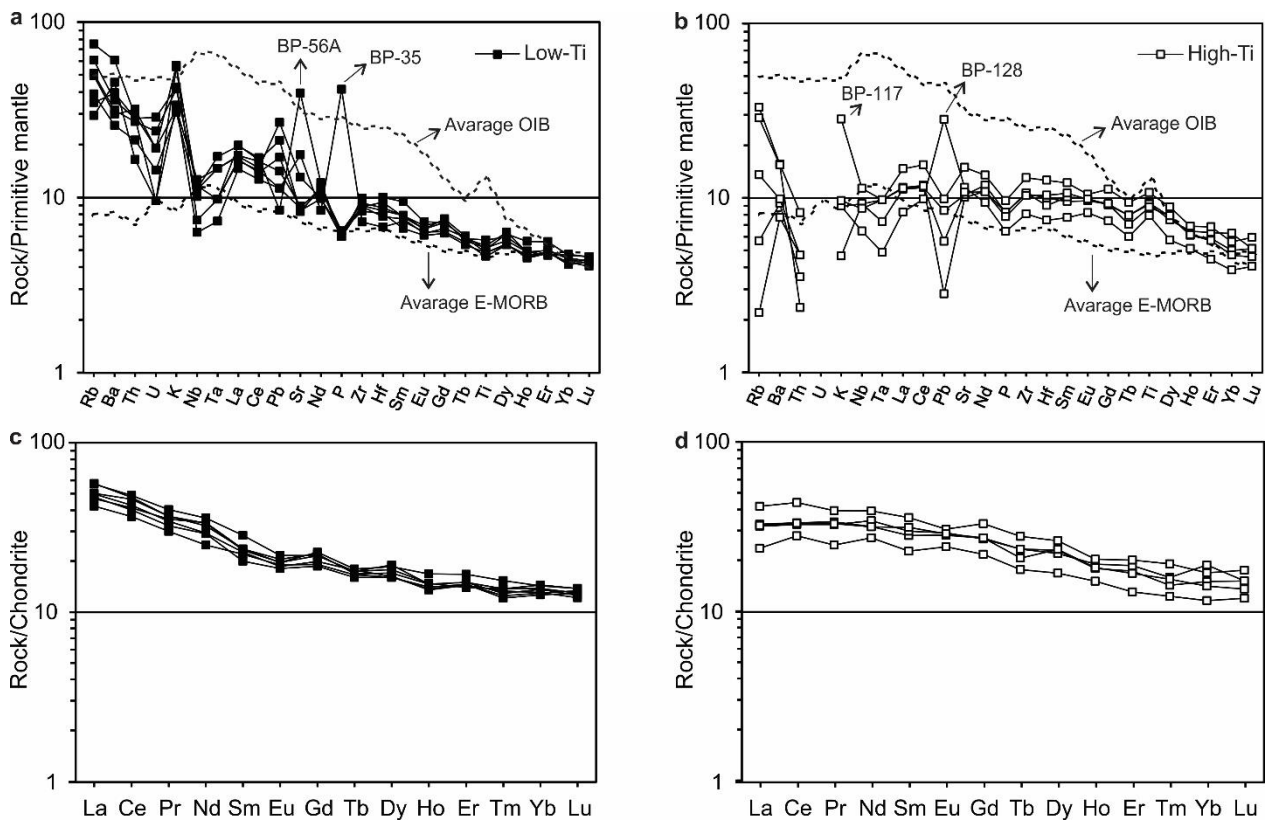 a
100
10
1
Rock/Primitive mantle
BP-56A
BP-35
Low-Ti
Avarage OIB
Avarage E-MORB
Rb Ba Th U K Nb Ta La Ce Pb Sr Nd P Zr Hf Sm Eu Gd Tb Ti Dy Ho Er Yb Lu
b
100
10
1
Rock/Primitive mantle
BP-117
BP-128
High-Ti
Avarage OIB
Avarage E-MORB
Rb Ba Th U K Nb Ta La Ce Pb Sr Nd P Zr Hf Sm Eu Gd Tb Ti Dy Ho Er Yb Lu
c
100
10
1
Rock/Chondrite
La Ce Pr Nd Sm Eu Gd Tb Dy Ho Er Tm Yb Lu
d
100
10
1
Rock/Chondrite
La Ce Pr Nd Sm Eu Gd Tb Dy Ho Er Tm Yb Lu